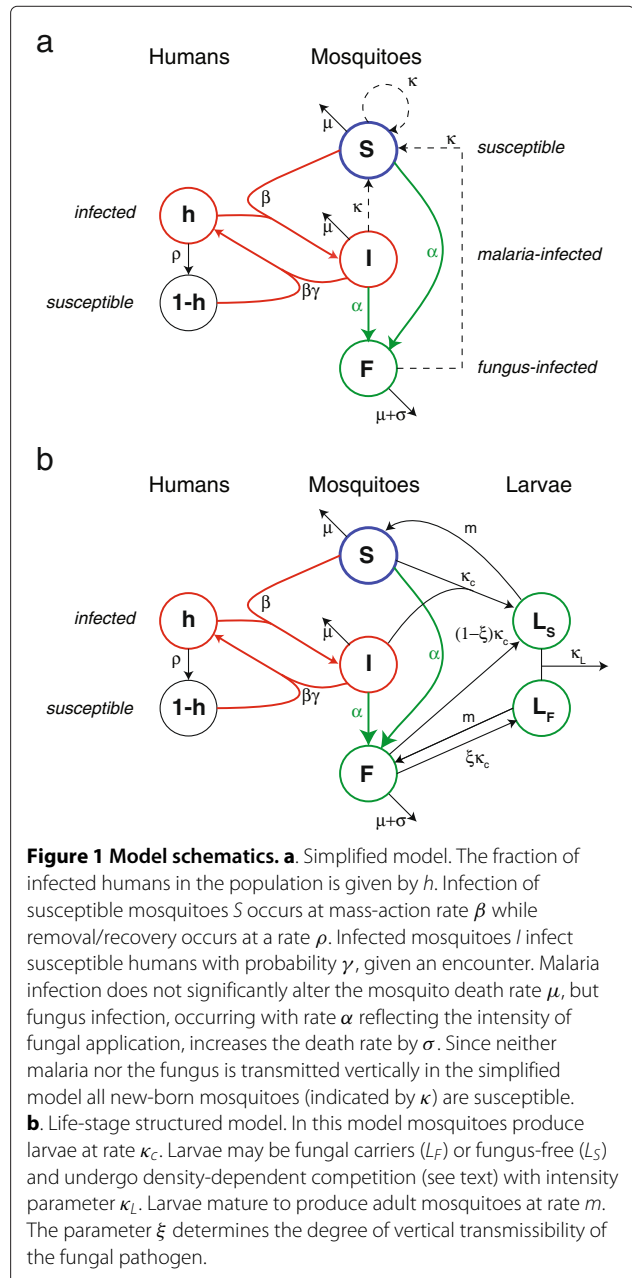 a
Humans Mosquitoes
κ
μ
S
κ
susceptible
infected
h
β
μ
κ
I
α
malaria-infected
ρ
susceptible
1-h
βγ
α
F
fungus-infected
μ+σ
b
Humans Mosquitoes Larvae
μ
S
m
κc
infected
h
β
μ
I
α
(1−ξ)κc
LS
κL
ρ
susceptible
1-h
βγ
α
m
LF
F
ξκc
μ+σ
Figure 1 Model schematics. a. Simplified model. The fraction of
infected humans in the population is given by h. Infection of
susceptible mosquitoes S occurs at mass-action rate β while
removal/recovery occurs at a rate ρ. Infected mosquitoes I infect
susceptible humans with probability γ, given an encounter. Malaria
infection does not significantly alter the mosquito death rate μ, but
fungus infection, occurring with rate α reflecting the intensity of
fungal application, increases the death rate by σ. Since neither
malaria nor the fungus is transmitted vertically in the simplified
model all new-born mosquitoes (indicated by κ) are susceptible.
b. Life-stage structured model. In this model mosquitoes produce
larvae at rate κc. Larvae may be fungal carriers (LF) or fungus-free (LS)
and undergo density-dependent competition (see text) with intensity
parameter κL. Larvae mature to produce adult mosquitoes at rate m.
The parameter ξ determines the degree of vertical transmissibility of
the fungal pathogen.